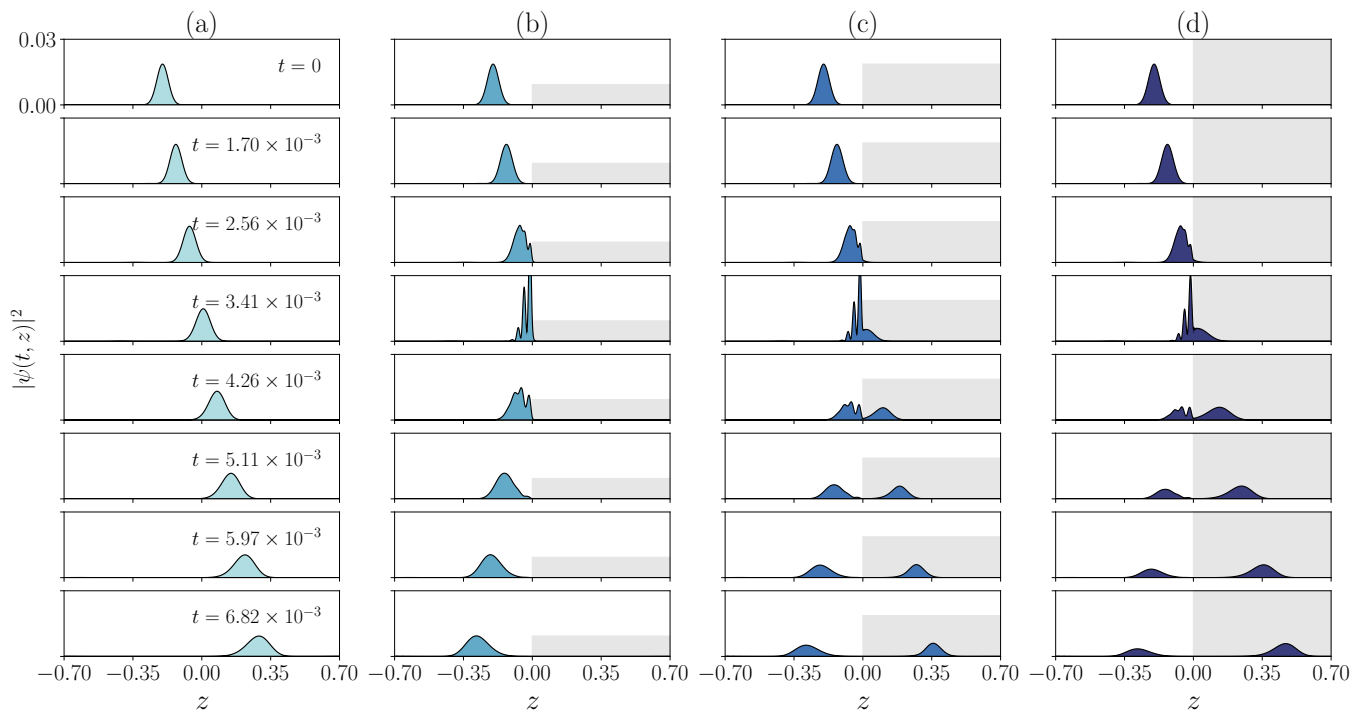 (a) (b) (c) (d)
0.03
0.00
t = 0
t = 1.70 × 10⁻³
t = 2.56 × 10⁻³
t = 3.41 × 10⁻³
t = 4.26 × 10⁻³
t = 5.11 × 10⁻³
t = 5.97 × 10⁻³
t = 6.82 × 10⁻³
|ψ(t, z)|²
−0.70 −0.35 0.00 0.35 0.70 −0.70 −0.35 0.00 0.35 0.70 −0.70 −0.35 0.00 0.35 0.70 −0.70 −0.35 0.00 0.35 0.70
z z z z